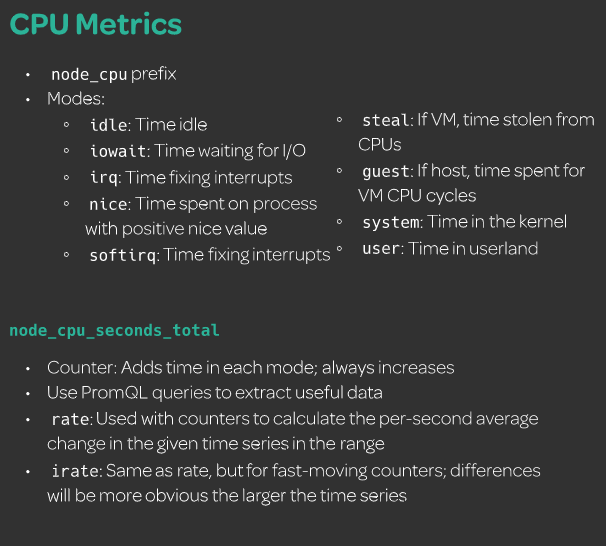 CPU Metrics
• node_cpu prefix
• Modes:
◦ idle: Time idle
◦ iowait: Time waiting for I/O
◦ irq: Time fixing interrupts
◦ nice: Time spent on process
with positive nice value
◦ softirq: Time fixing interrupts
◦ steal: If VM, time stolen from
CPUs
◦ guest: If host, time spent for
VM CPU cycles
◦ system: Time in the kernel
◦ user: Time in userland
node_cpu_seconds_total
• Counter: Adds time in each mode; always increases
• Use PromQL queries to extract useful data
• rate: Used with counters to calculate the per-second average
change in the given time series in the range
• irate: Same as rate, but for fast-moving counters; differences
will be more obvious the larger the time series